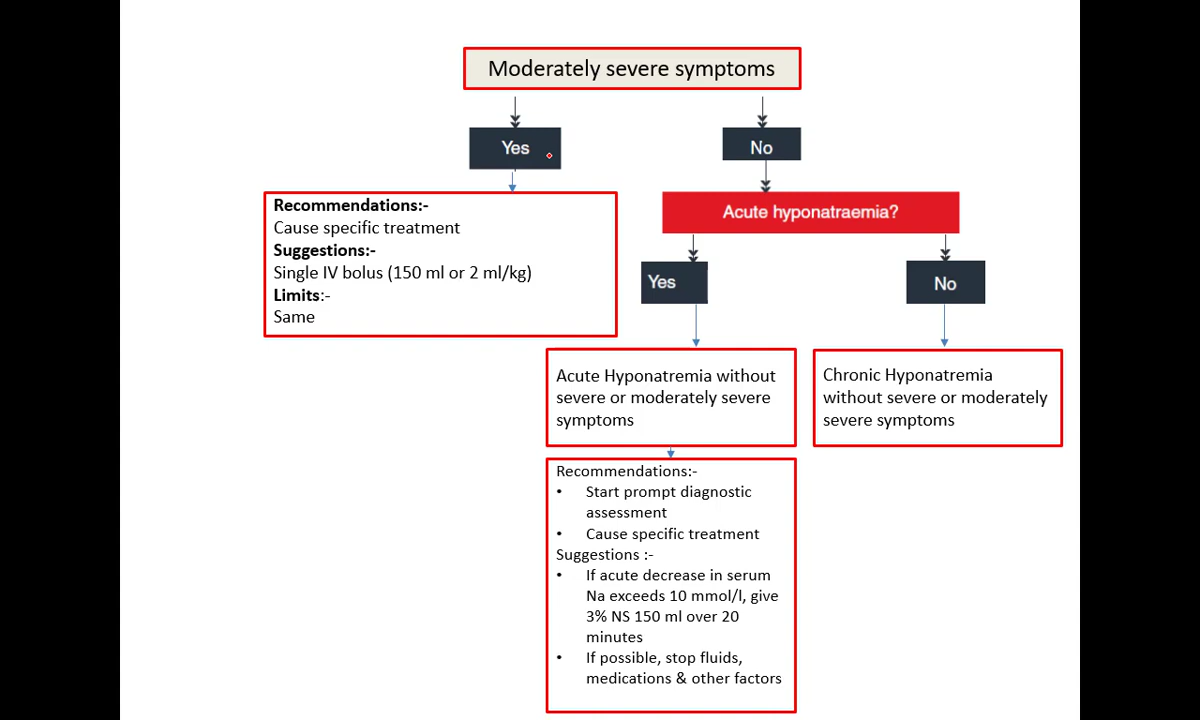 Moderately severe symptoms
Yes
No
Recommendations:-
Cause specific treatment
Suggestions:-
Single IV bolus (150 ml or 2 ml/kg)
Limits:-
Same
Acute hyponatraemia?
Yes
No
Acute Hyponatremia without
severe or moderately severe
symptoms
Chronic Hyponatremia
without severe or moderately
severe symptoms
Recommendations:-
• Start prompt diagnostic
assessment
• Cause specific treatment
Suggestions :-
• If acute decrease in serum
Na exceeds 10 mmol/l, give
3% NS 150 ml over 20
minutes
• If possible, stop fluids,
medications & other factors